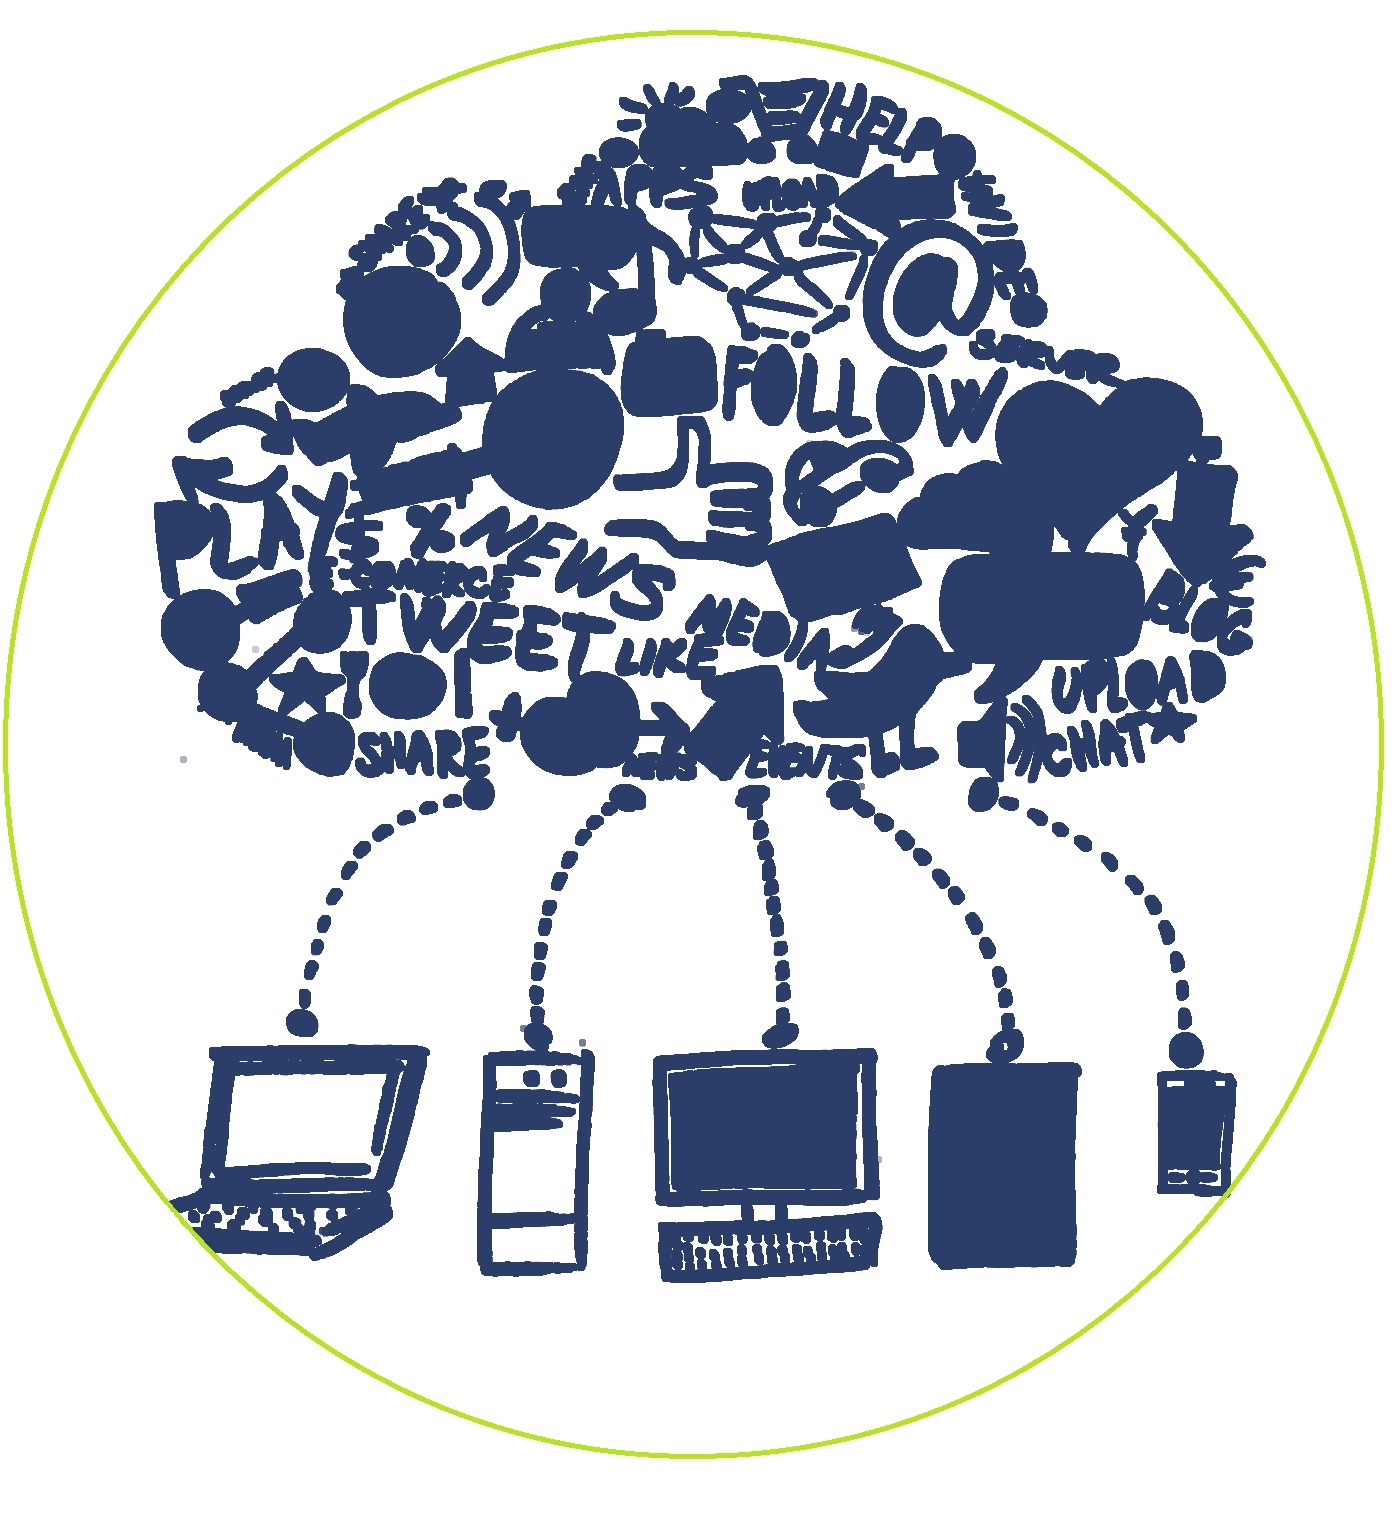 HELP
APPS
UPLOAD
@
SERVER
FOLLOW
PLAY
NEWS
E-COMMERCE
TWEET
LIKE
MEDIA
BLOG
UPLOAD
SHARE
NEWS
EVENTS
CHAT